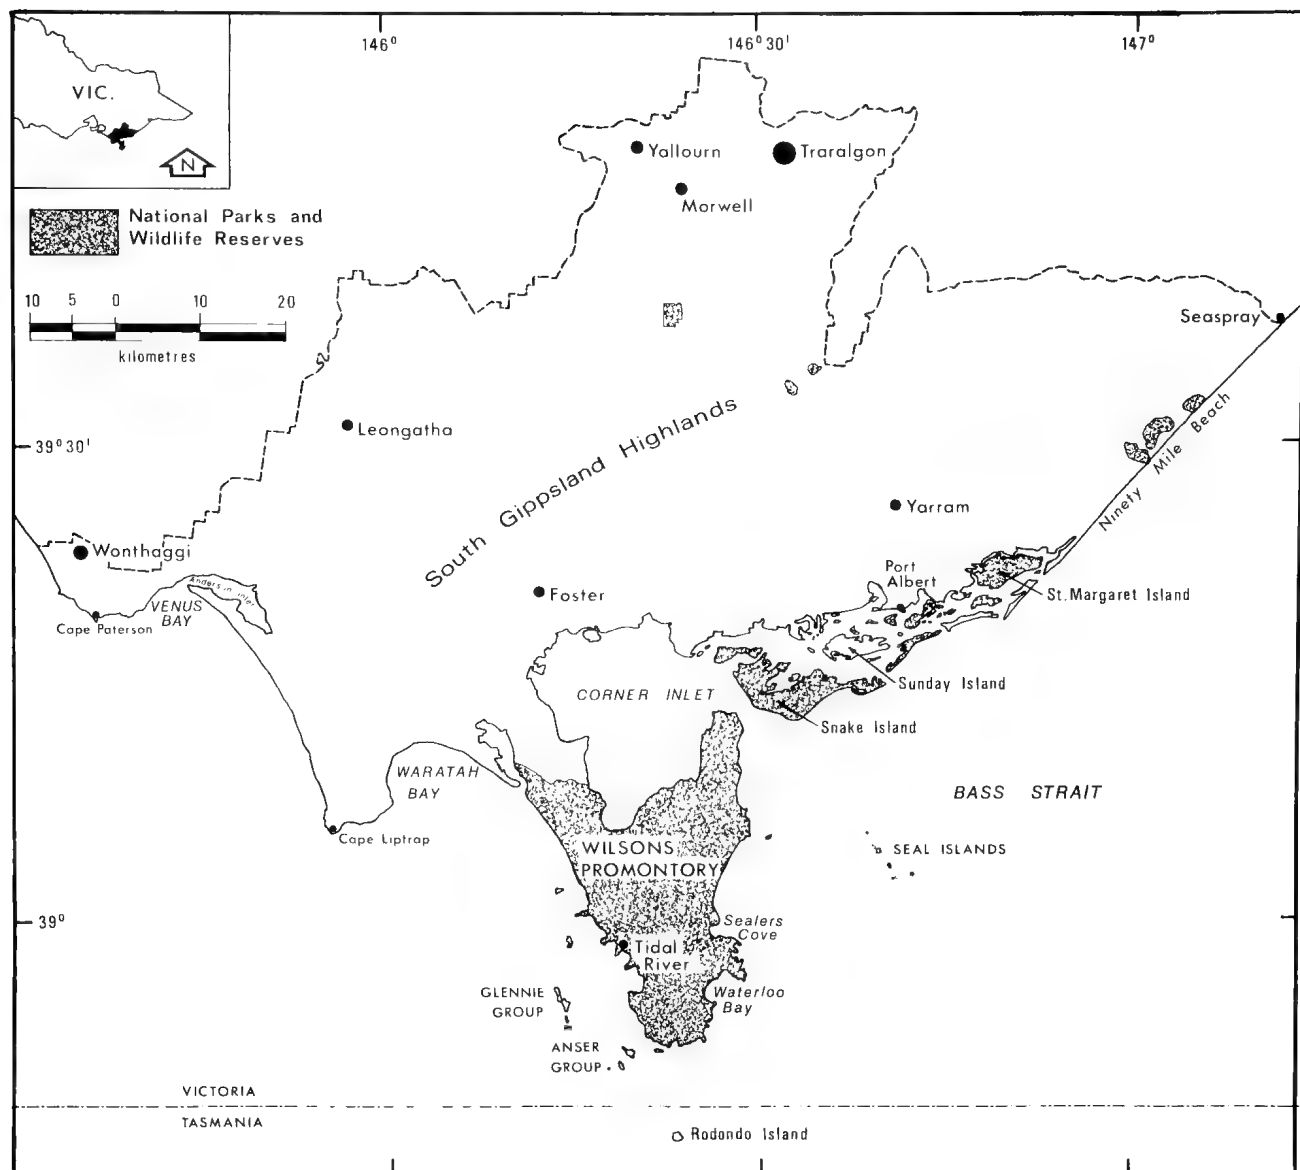 146°
146° 30'
147°
VIC.
N
Yallourn
Traralgon
Morwell
National Parks and
Wildlife Reserves
10 5 0 10 20
kilometres
Seaspray
Leongatha
39° 30'
South Gippsland Highlands
Ninety Mile Beach
Yarram
Wonthaggi
Anderson Inlet
VENUS
BAY
Cape Paterson
Foster
Port
Albert
St. Margaret Island
Sunday Island
CORNER INLET
Snake Island
WARATAH
BAY
BASS STRAIT
Cape Liptrap
WILSONS
PROMONTORY
SEAL ISLANDS
39°
Sealers
Cove
Tidal
River
GLENNIE
GROUP
Waterloo
Bay
ANSER
GROUP
VICTORIA
TASMANIA
Rodondo Island